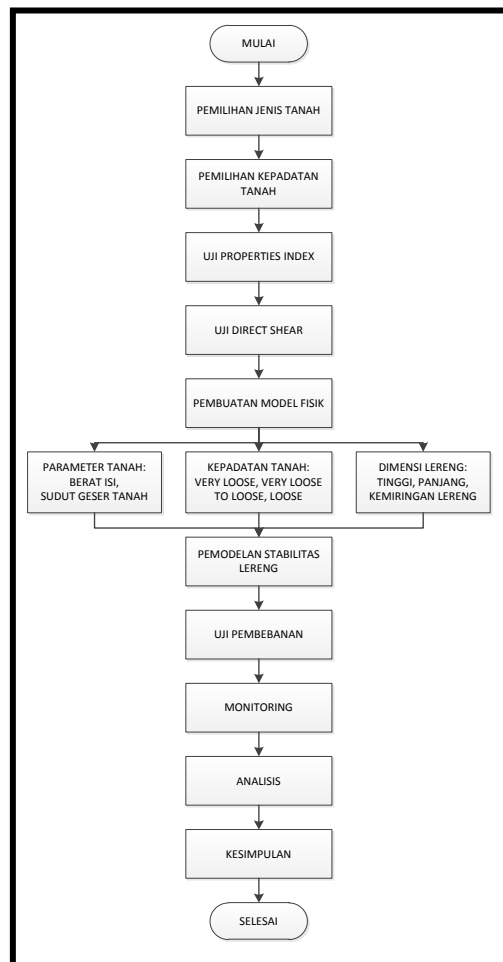 MULAI
PEMILIHAN JENIS TANAH
PEMILIHAN KEPADATAN
TANAH
UJI PROPERTIES INDEX
UJI DIRECT SHEAR
PEMBUATAN MODEL FISIK
PARAMETER TANAH:
BERAT ISI,
SUDUT GESER TANAH
KEPADATAN TANAH:
VERY LOOSE, VERY LOOSE
TO LOOSE, LOOSE
DIMENSI LERENG:
TINGGI, PANJANG,
KEMIRINGAN LERENG
PEMODELAN STABILITAS
LERENG
UJI PEMBEBANAN
MONITORING
ANALISIS
KESIMPULAN
SELESAI